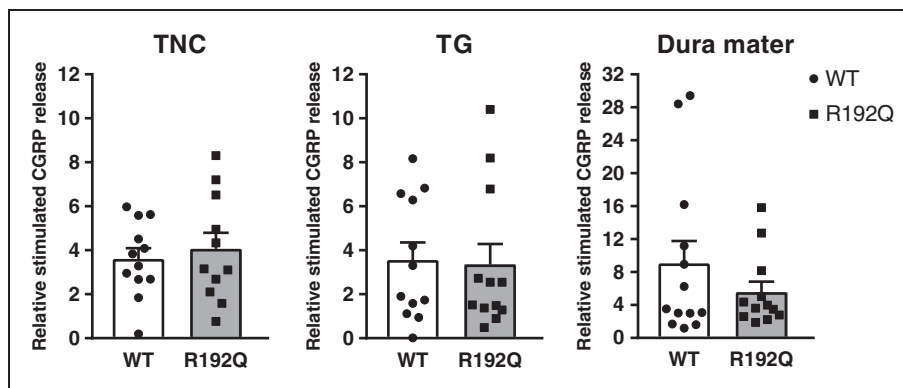 TNC
Relative stimulated CGRP release
12
10
8
6
4
2
0
WT
R192Q
TG
Relative stimulated CGRP release
12
10
8
6
4
2
0
WT
R192Q
Dura mater
Relative stimulated CGRP release
32
28
24
20
16
12
8
4
0
WT
R192Q
WT
R192Q